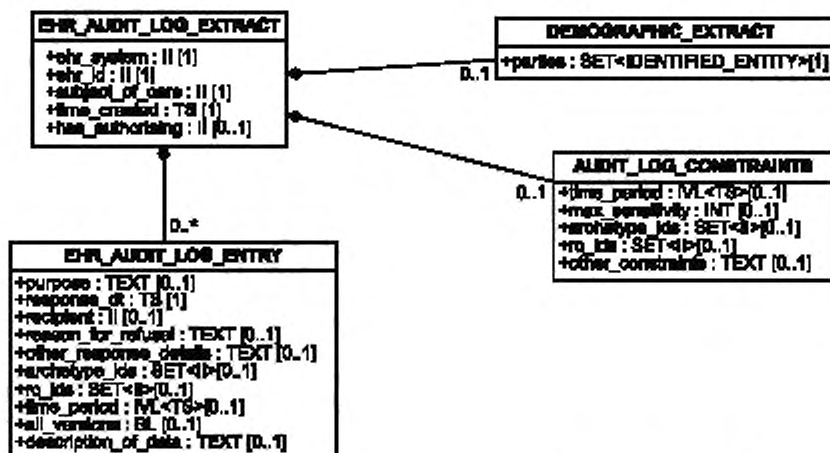 EHR_AUDIT_LOG_EXTRACT
+ehr_system : II [1]
+ehr_id : II [1]
+subject_of_care : II [1]
+time_created : TS [1]
+hca_authorising : II [0..1]
DEMOGRAPHIC_EXTRACT
+parties : SET<IDENTIFIED_ENTITY>[1]
0..1
AUDIT_LOG_CONSTRAINTS
+time_period : IVL<TS>[0..1]
+max_sensitivity : INT [0..1]
+archetype_ids : SET<II>[0..1]
+rc_ids : SET<II>[0..1]
+other_constraints : TEXT [0..1]
0..1
0..*
EHR_AUDIT_LOG_ENTRY
+purpose : TEXT [0..1]
+response_dt : TS [1]
+recipient : II [0..1]
+reason_for_refusal : TEXT [0..1]
+other_response_details : TEXT [0..1]
+archetype_ids : SET<II>[0..1]
+rc_ids : SET<II>[0..1]
+time_period : IVL<TS>[0..1]
+all_versions : BL [0..1]
+description_of_data : TEXT [0..1]